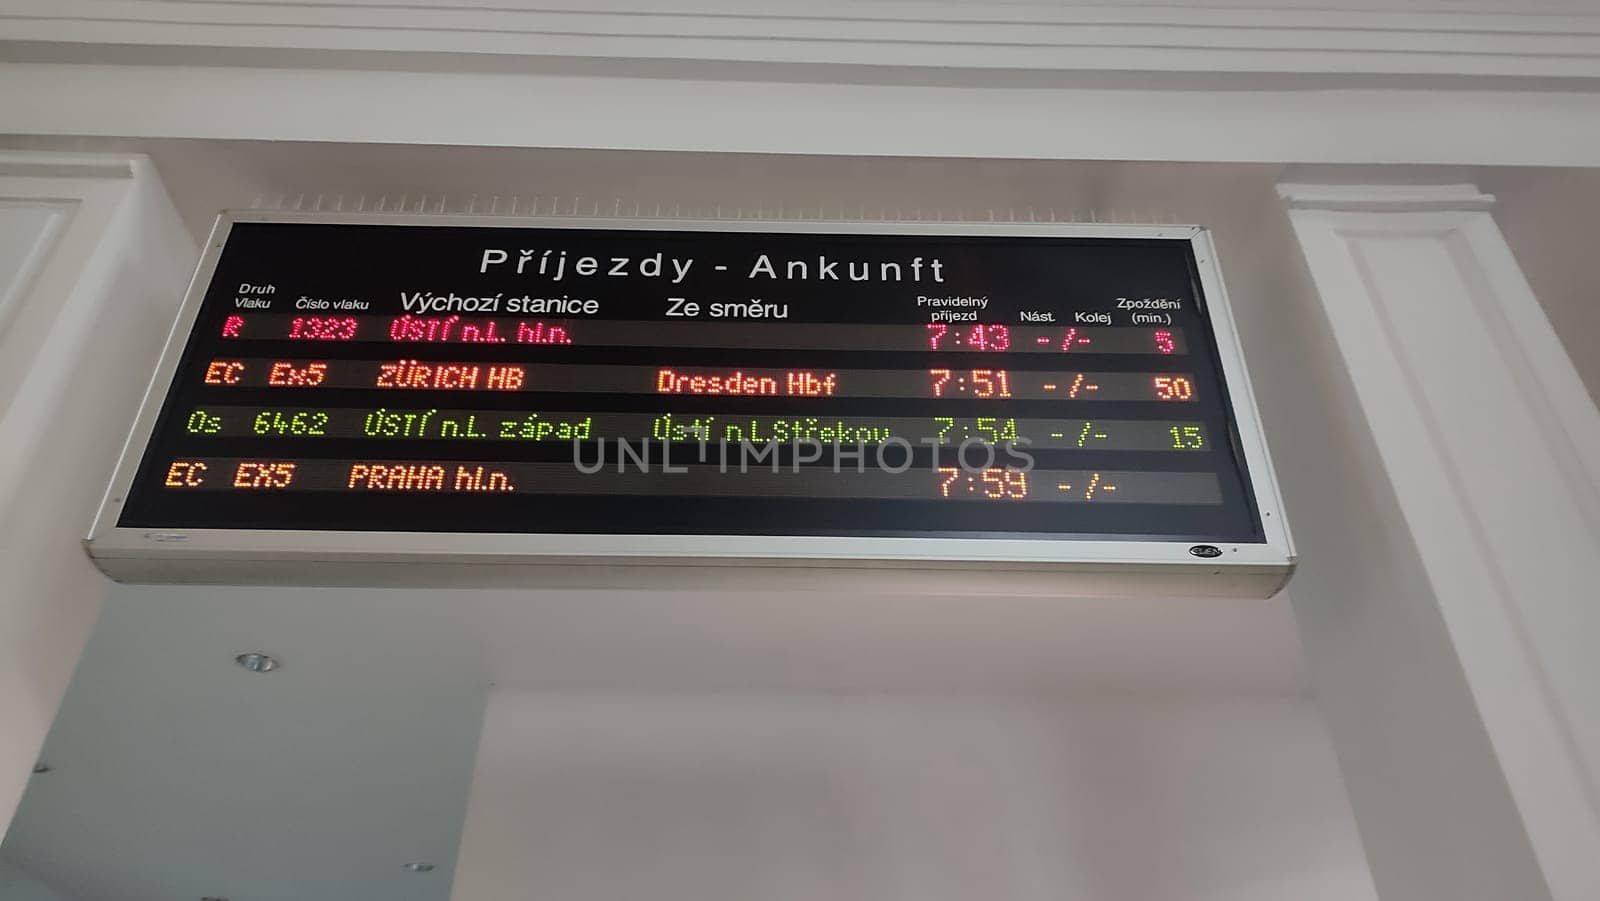 Příjezdy - Ankunft
Druh Vlaku Číslo vlaku Výchozí stanice Ze směru Pravidelný příjezd Nást. Kolej Zpoždění (min.)
R 1323 ÚSTÍ n.L. hl.n. 7:43 - /- 5
EC Ex5 ZÜRICH HB Dresden Hbf 7:51 - /- 50
Os 6462 ÚSTÍ n.L. západ Ústí n.L.Střekov 7:54 - /- 15
EC EX5 PRAHA hl.n. 7:59 - /-
UNLIMPHOTOS
ELEN